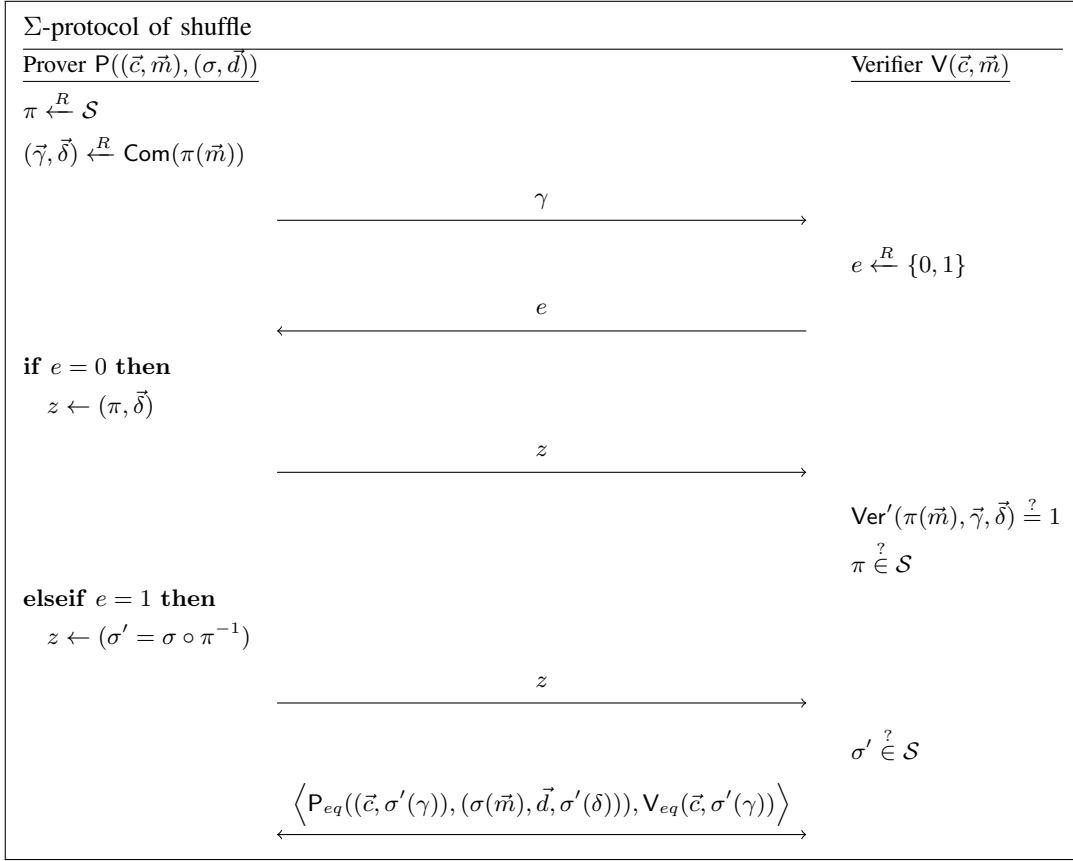 Σ-protocol of shuffle
Prover P((c⃗, m⃗), (σ, d⃗)) Verifier V(c⃗, m⃗)
π ←R 𝒮
(γ⃗, δ⃗) ←R Com(π(m⃗))
γ
e ←R {0, 1}
e
if e = 0 then
z ← (π, δ⃗)
z
Ver′(π(m⃗), γ⃗, δ⃗) ≟ 1
π ∈? 𝒮
elseif e = 1 then
z ← (σ′ = σ ∘ π⁻¹)
z
σ′ ∈? 𝒮
⟨P_eq((c⃗, σ′(γ)), (σ(m⃗), d⃗, σ′(δ))), V_eq(c⃗, σ′(γ))⟩